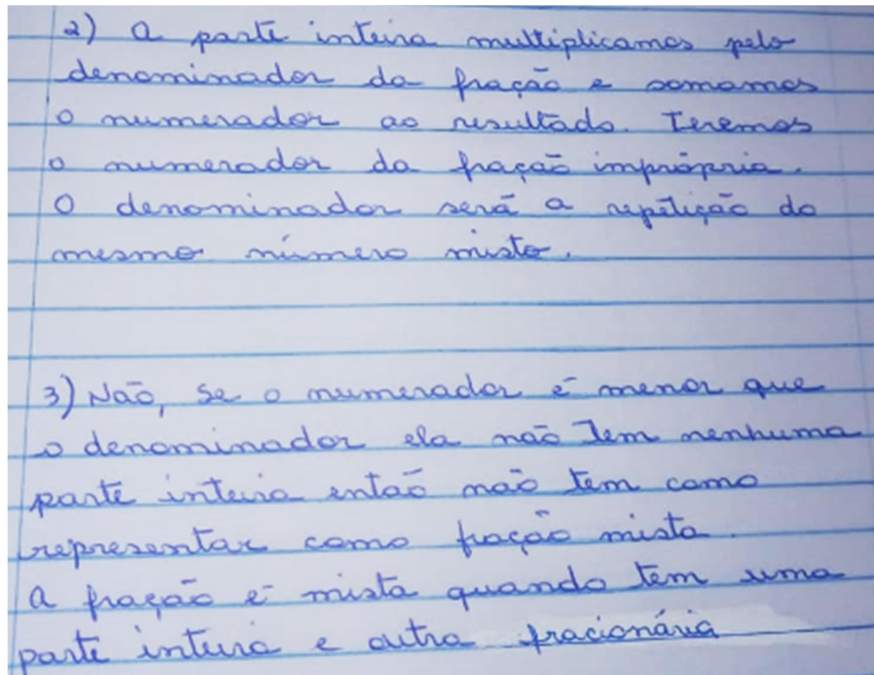 2) A parte inteira multiplicamos pelo
denominador da fração e somamos
o numerador ao resultado. Teremos
o numerador da fração imprópria.
O denominador será a repetição do
mesmo número misto.
3) Não, se o numerador é menor que
o denominador ela não tem nenhuma
parte inteira então não tem como
representar como fração mista.
A fração é mista quando tem uma
parte inteira e outra fracionária